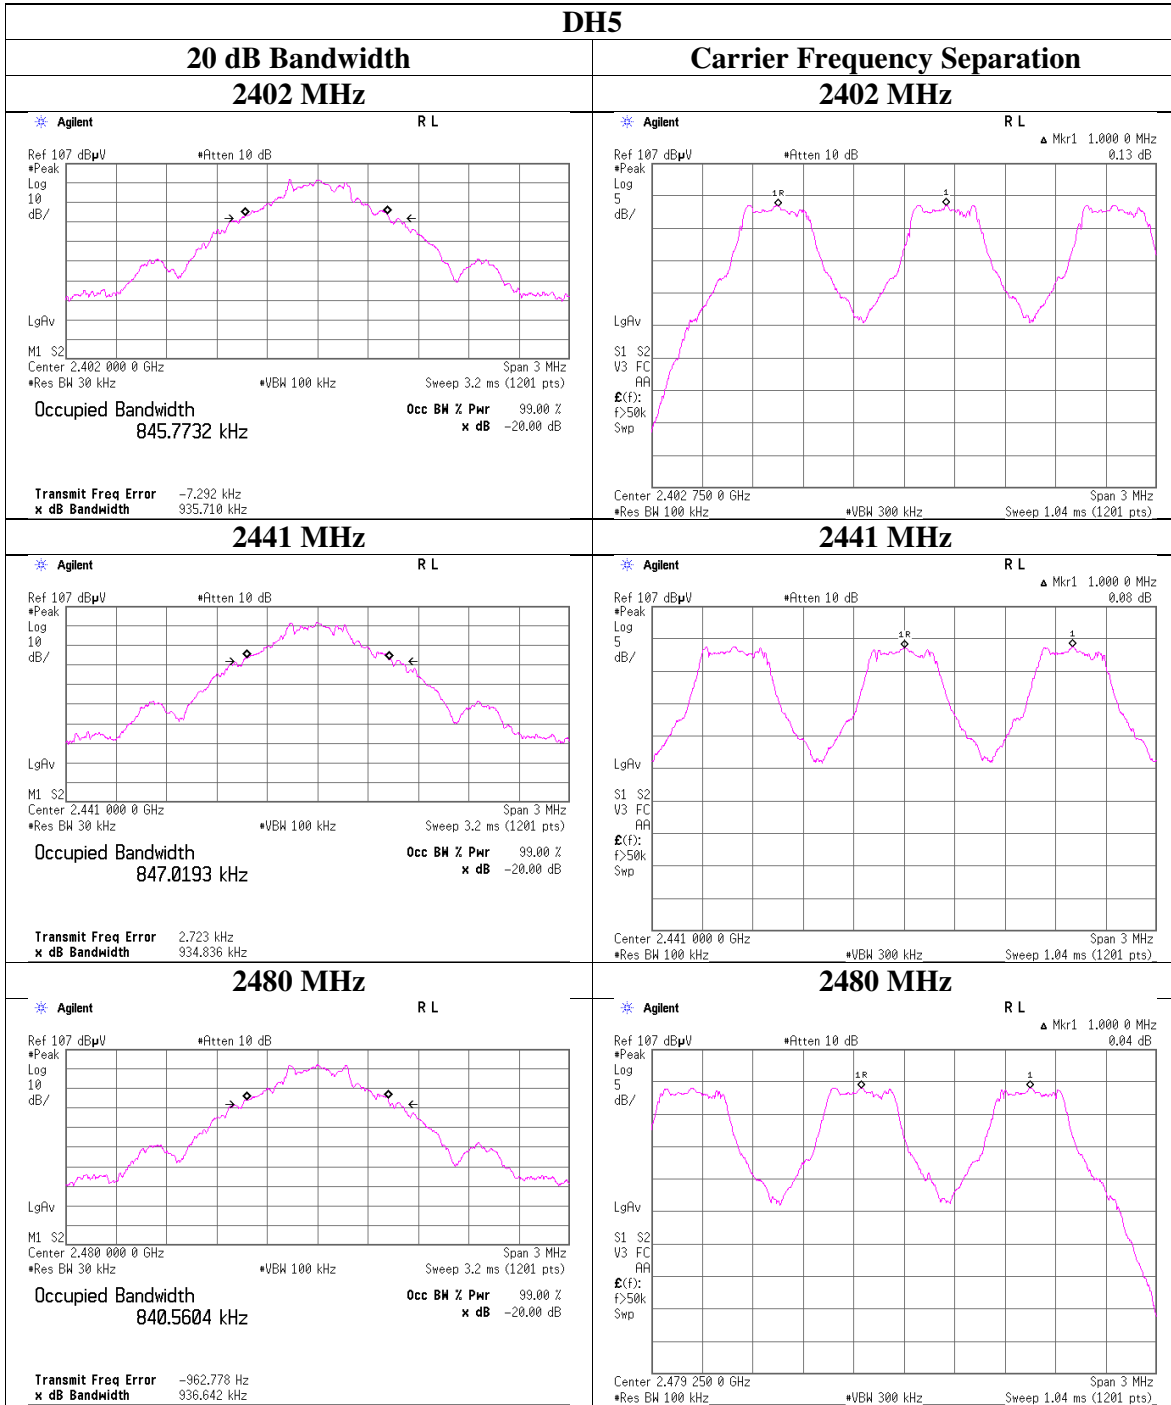 DH5
20 dB Bandwidth
Carrier Frequency Separation
2402 MHz
2402 MHz
Agilent
R L
Ref 107 dBµV
#Atten 10 dB
#Peak
Log
10
dB/
LgAv
M1 S2
Center 2.402 000 0 GHz
Span 3 MHz
#Res BW 30 kHz
#VBW 100 kHz
Sweep 3.2 ms (1201 pts)
Occupied Bandwidth
845.7732 kHz
Occ BW % Pwr 99.00 %
x dB -20.00 dB
Transmit Freq Error -7.292 kHz
x dB Bandwidth 935.710 kHz
Agilent
R L
Δ Mkr1 1.000 0 MHz
Ref 107 dBµV
#Atten 10 dB
0.13 dB
#Peak
Log
5
dB/
1R
1
LgAv
S1 S2
V3 FC
AA
£(f):
f>50k
Swp
Center 2.402 750 0 GHz
Span 3 MHz
#Res BW 100 kHz
#VBW 300 kHz
Sweep 1.04 ms (1201 pts)
2441 MHz
2441 MHz
Agilent
R L
Ref 107 dBµV
#Atten 10 dB
#Peak
Log
10
dB/
LgAv
M1 S2
Center 2.441 000 0 GHz
Span 3 MHz
#Res BW 30 kHz
#VBW 100 kHz
Sweep 3.2 ms (1201 pts)
Occupied Bandwidth
847.0193 kHz
Occ BW % Pwr 99.00 %
x dB -20.00 dB
Transmit Freq Error 2.723 kHz
x dB Bandwidth 934.836 kHz
Agilent
R L
Δ Mkr1 1.000 0 MHz
Ref 107 dBµV
#Atten 10 dB
0.08 dB
#Peak
Log
5
dB/
1R
1
LgAv
S1 S2
V3 FC
AA
£(f):
f>50k
Swp
Center 2.441 000 0 GHz
Span 3 MHz
#Res BW 100 kHz
#VBW 300 kHz
Sweep 1.04 ms (1201 pts)
2480 MHz
2480 MHz
Agilent
R L
Ref 107 dBµV
#Atten 10 dB
#Peak
Log
10
dB/
LgAv
M1 S2
Center 2.480 000 0 GHz
Span 3 MHz
#Res BW 30 kHz
#VBW 100 kHz
Sweep 3.2 ms (1201 pts)
Occupied Bandwidth
840.5604 kHz
Occ BW % Pwr 99.00 %
x dB -20.00 dB
Transmit Freq Error -962.778 Hz
x dB Bandwidth 936.642 kHz
Agilent
R L
Δ Mkr1 1.000 0 MHz
Ref 107 dBµV
#Atten 10 dB
0.04 dB
#Peak
Log
5
dB/
1R
1
LgAv
S1 S2
V3 FC
AA
£(f):
f>50k
Swp
Center 2.479 250 0 GHz
Span 3 MHz
#Res BW 100 kHz
#VBW 300 kHz
Sweep 1.04 ms (1201 pts)